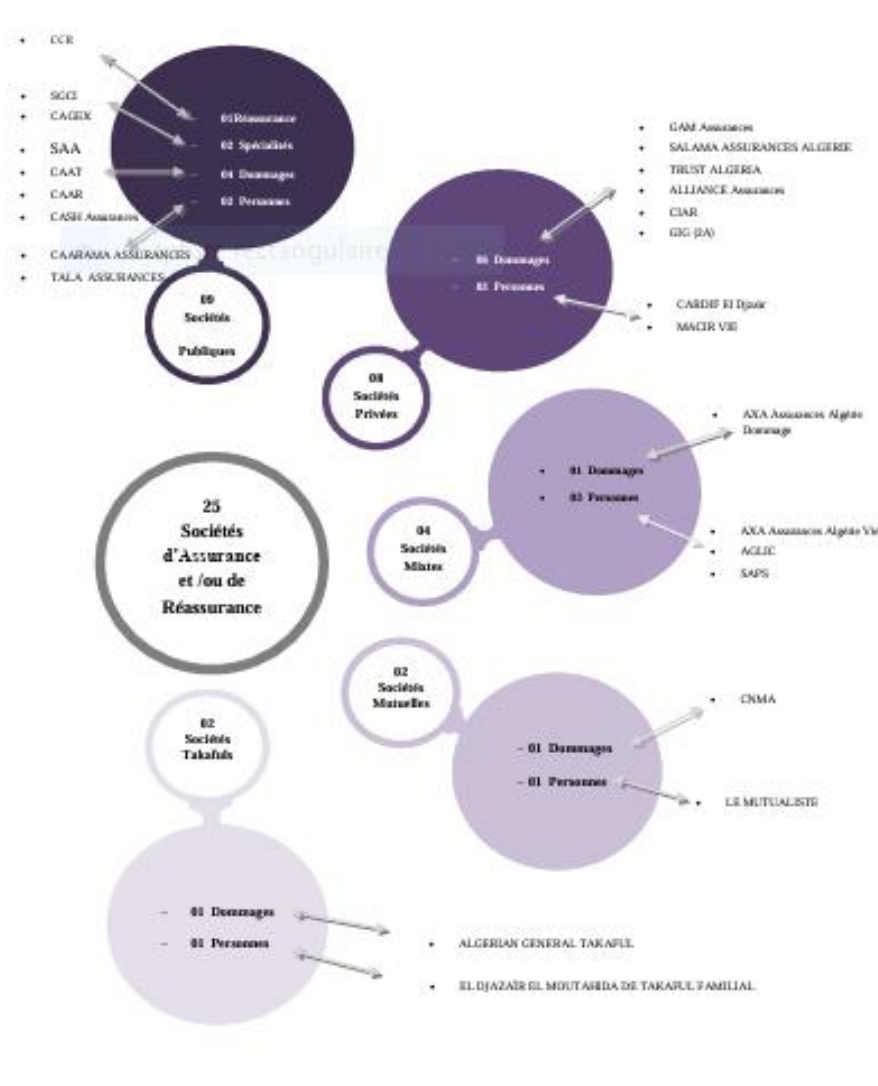 CCR
SGCI
CAGEX
SAA
CAAT
CAAR
CASH Assurances
CAARAMA ASSURANCES
TALA ASSURANCES
01Réassurance
02 Spécialisés
04 Dommages
02 Personnes
09
Sociétés
Publiques
rectangulaire
GAM Assurances
SALAMA ASSURANCES ALGERIE
TRUST ALGERIA
ALLIANCE Assurances
CIAR
GIG (2A)
06 Dommages
02 Personnes
CARDIF El Djazair
MACIR VIE
08
Sociétés
Privées
AXA Assurances Algérie
Dommage
01 Dommages
03 Personnes
AXA Assurances Algérie Vie
AGLIC
SAPS
04
Sociétés
Mixtes
25
Sociétés
d'Assurance
et /ou de
Réassurance
02
Sociétés
Mutuelles
– 01 Dommages
– 01 Personnes
CNMA
LE MUTUALISTE
02
Sociétés
Takafuls
– 01 Dommages
– 01 Personnes
ALGERIAN GENERAL TAKAFUL
EL DJAZAÏR EL MOUTAHIDA DE TAKAFUL FAMILIAL